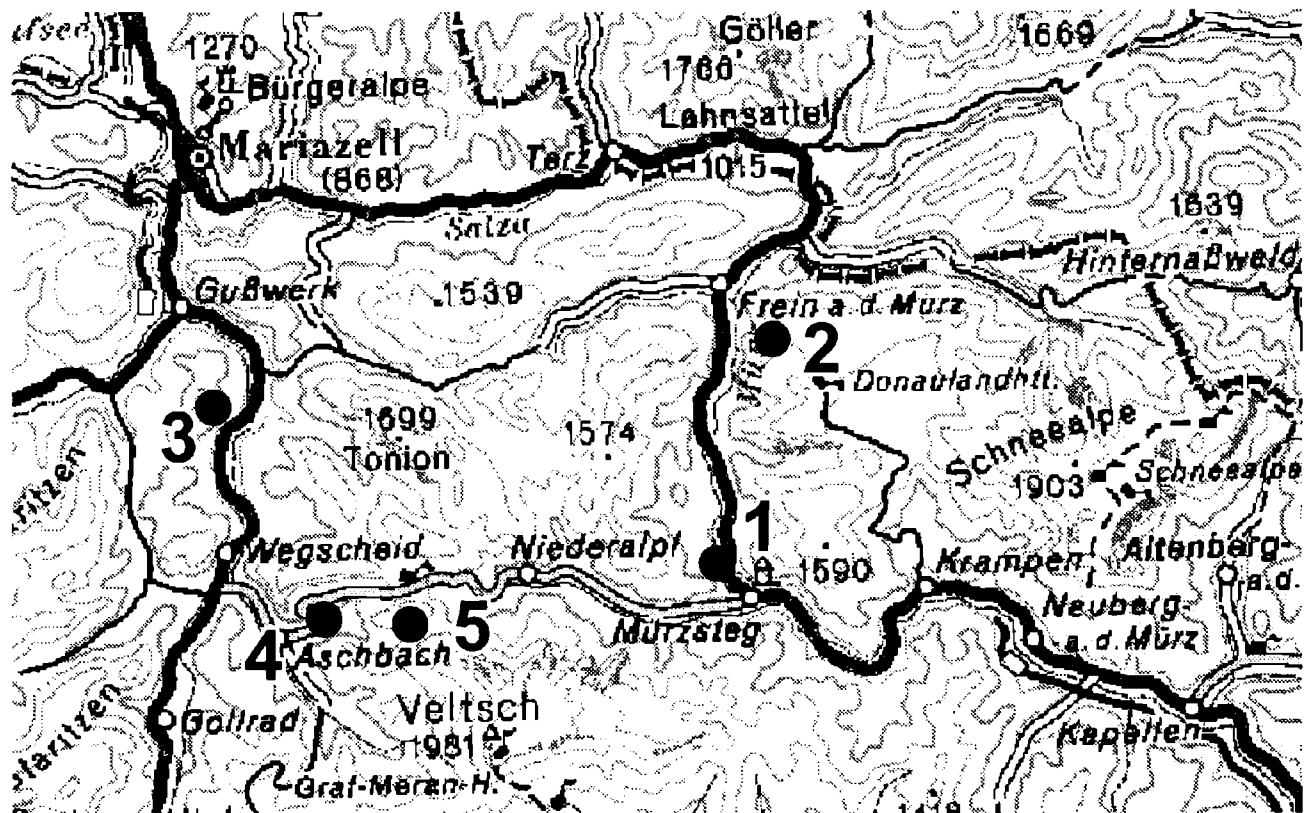 Göller
1669
1270
1766
Bürgeralpe
Lahnsattel
Mariazell
(868)
Terz
1015
Salza
1639
Hinternaßwald
Gußwerk
1539
Frein a.d. Mürz
2
Donaulandhtt.
3
1699
Tonion
1574
Schneealpe
1903
Schneealpe
1
Wegscheid
Niederalpl
1590
Krampen
Altenberg-
a.d.
Neuberg-
a.d. Mürz
Mürzsteg
4
Aschbach
5
Veitsch
1981
Gollrad
Kapellen
Graf-Meran-H.